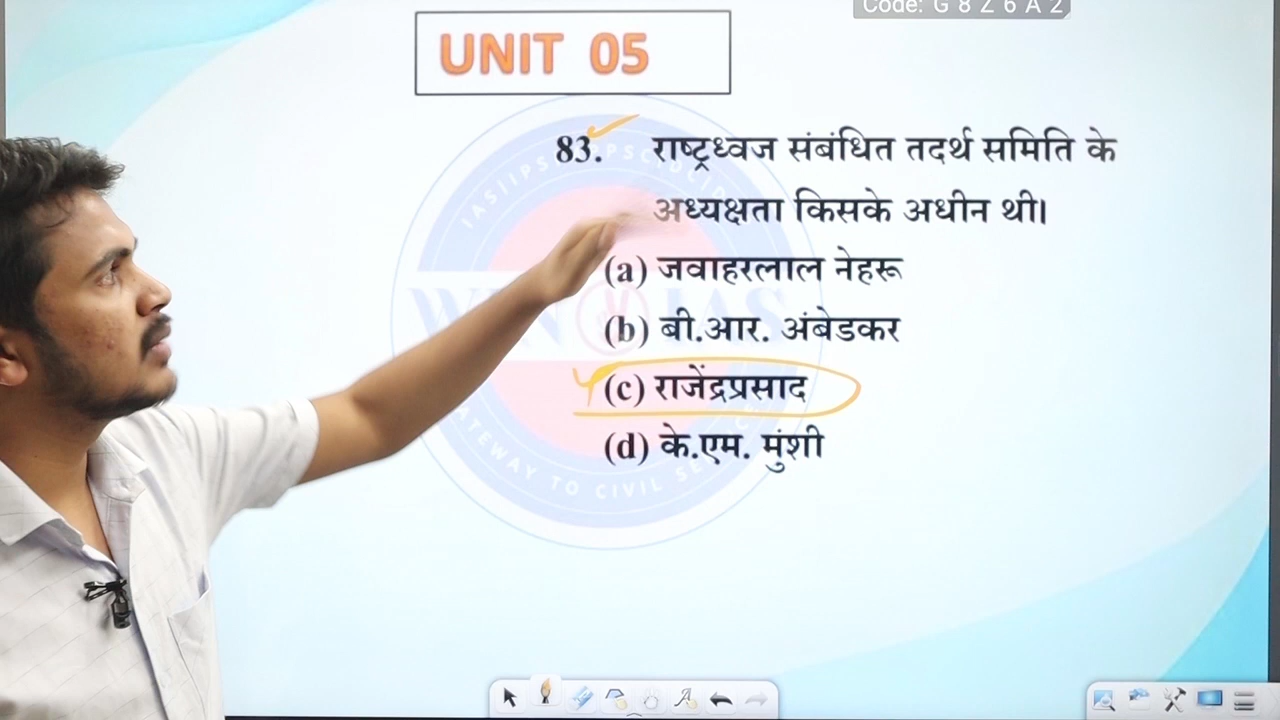 Code: G 8 Z 6 A 2
UNIT 05
83. राष्ट्रध्वज संबंधित तदर्थ समिति के
अध्यक्षता किसके अधीन थी।
(a) जवाहरलाल नेहरू
(b) बी.आर. अंबेडकर
(c) राजेंद्रप्रसाद
(d) के.एम. मुंशी